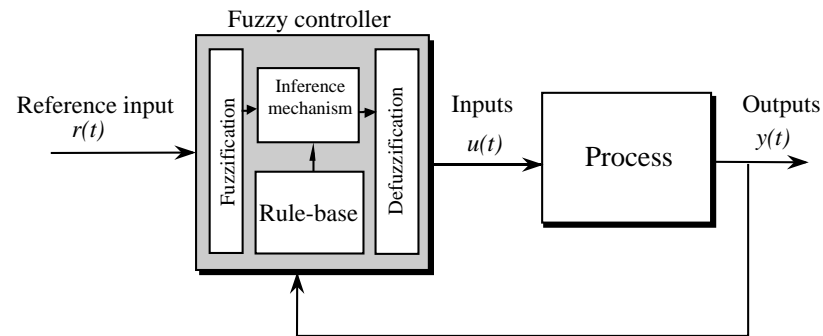 Fuzzy controller
Reference input
r(t)
Fuzzification
Inference
mechanism
Rule-base
Defuzzification
Inputs
u(t)
Process
Outputs
y(t)